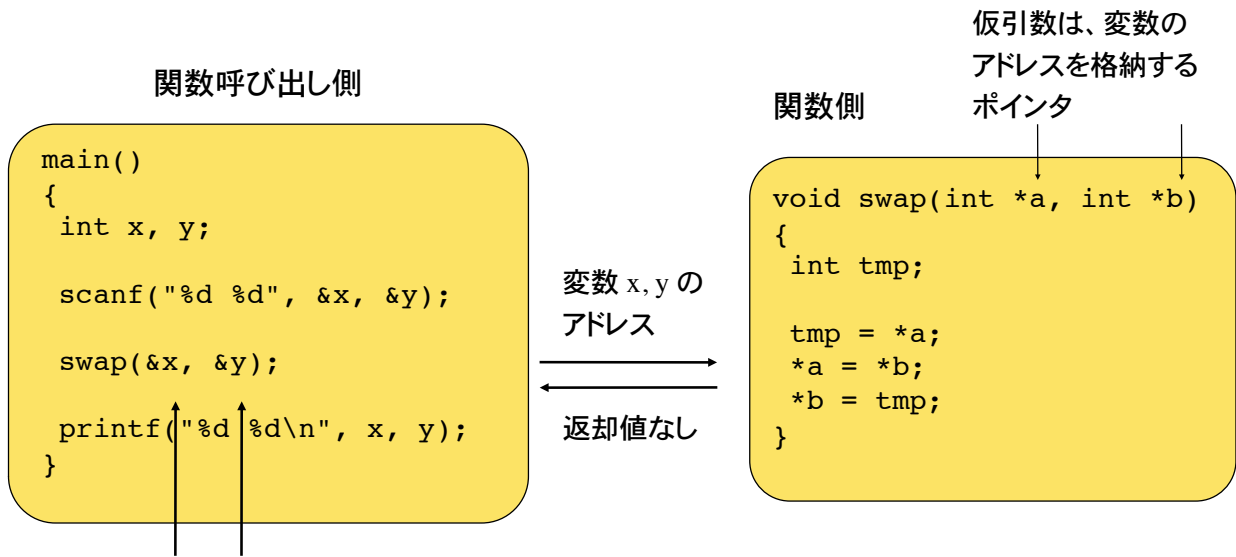 関数呼び出し側
main()
{
int x, y;
scanf("%d %d", &x, &y);
swap(&x, &y);
printf("%d %d\n", x, y);
}
変数 x, y の
アドレス
返却値なし
仮引数は、変数の
アドレスを格納する
ポインタ
関数側
void swap(int *a, int *b)
{
int tmp;
tmp = *a;
*a = *b;
*b = tmp;
}